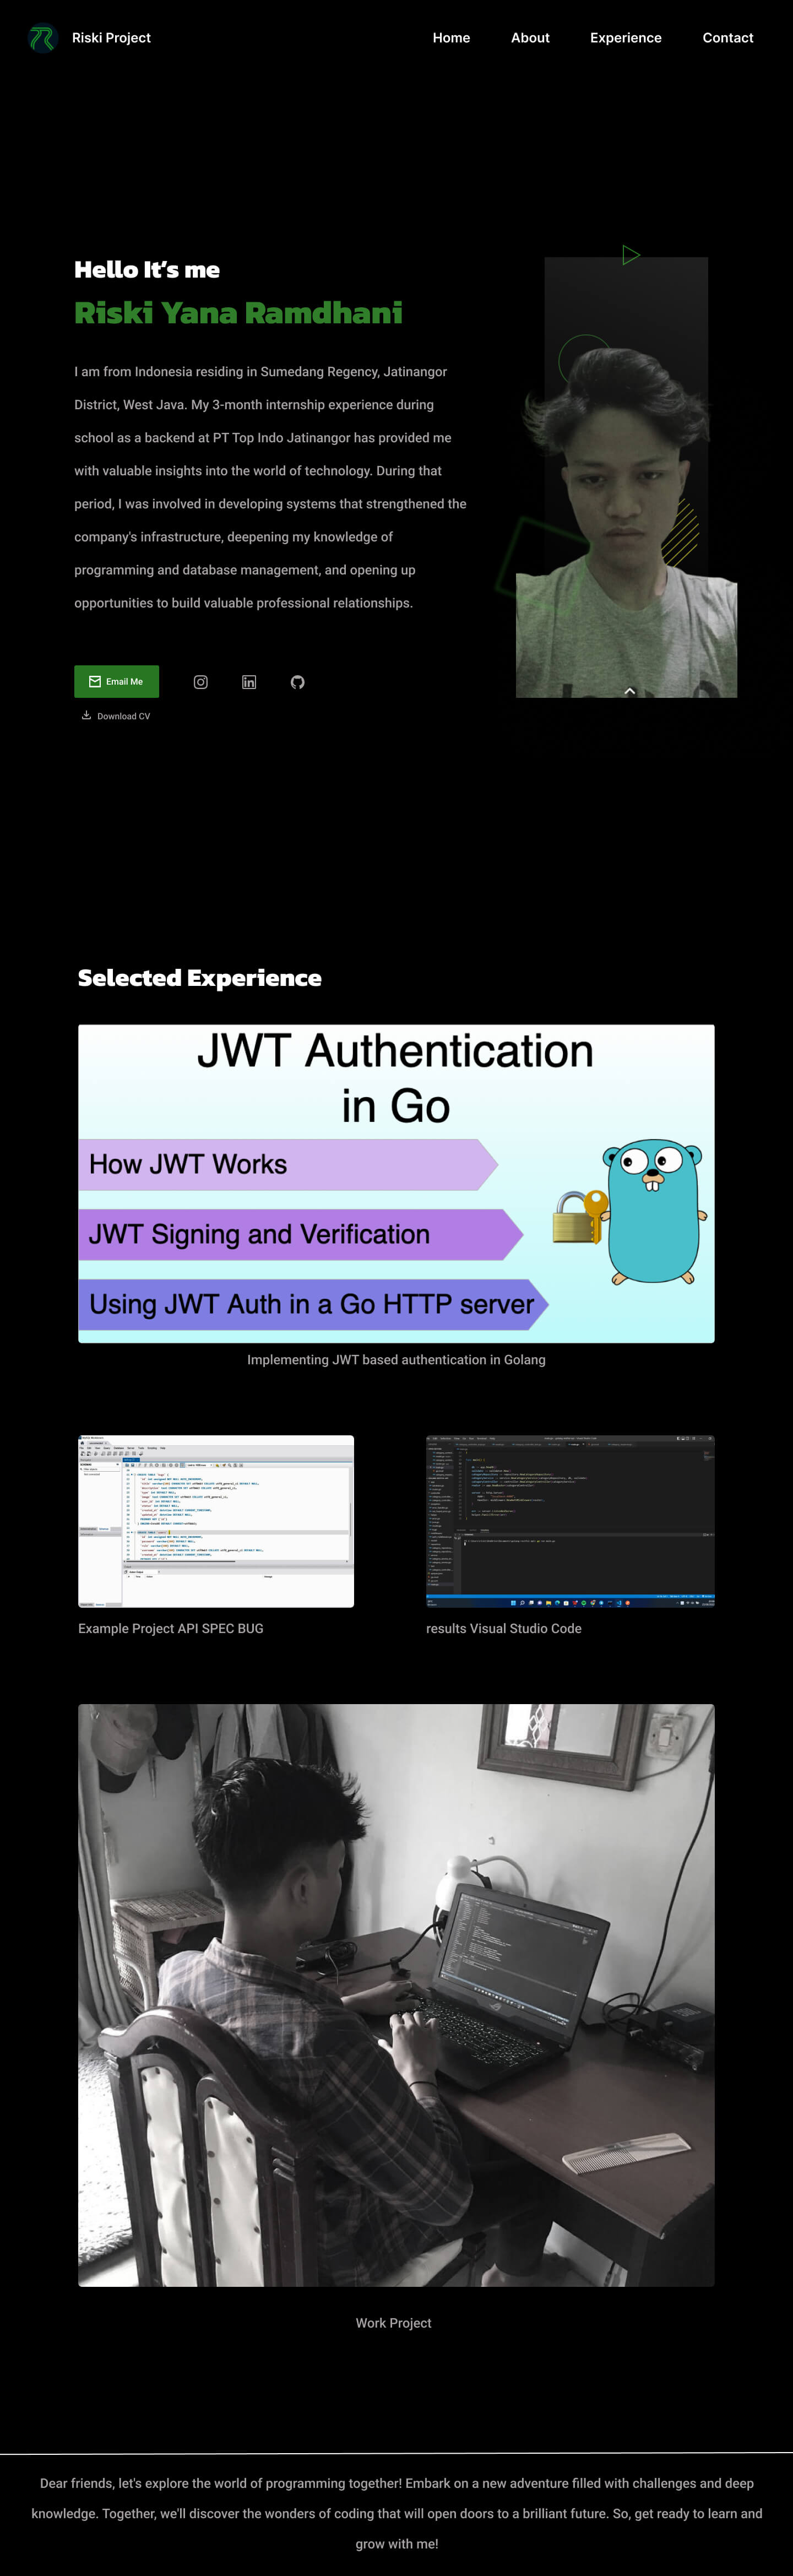 Riski Project
Home
About
Experience
Contact
Hello It's me
Riski Yana Ramdhani
I am from Indonesia residing in Sumedang Regency, Jatinangor
District, West Java. My 3-month internship experience during
school as a backend at PT Top Indo Jatinangor has provided me
with valuable insights into the world of technology. During that
period, I was involved in developing systems that strengthened the
company's infrastructure, deepening my knowledge of
programming and database management, and opening up
opportunities to build valuable professional relationships.
Email Me
Download CV
Selected Experience
JWT Authentication
in Go
How JWT Works
JWT Signing and Verification
Using JWT Auth in a Go HTTP server
Implementing JWT based authentication in Golang
Example Project API SPEC BUG
results Visual Studio Code
Work Project
Dear friends, let's explore the world of programming together! Embark on a new adventure filled with challenges and deep
knowledge. Together, we'll discover the wonders of coding that will open doors to a brilliant future. So, get ready to learn and
grow with me!